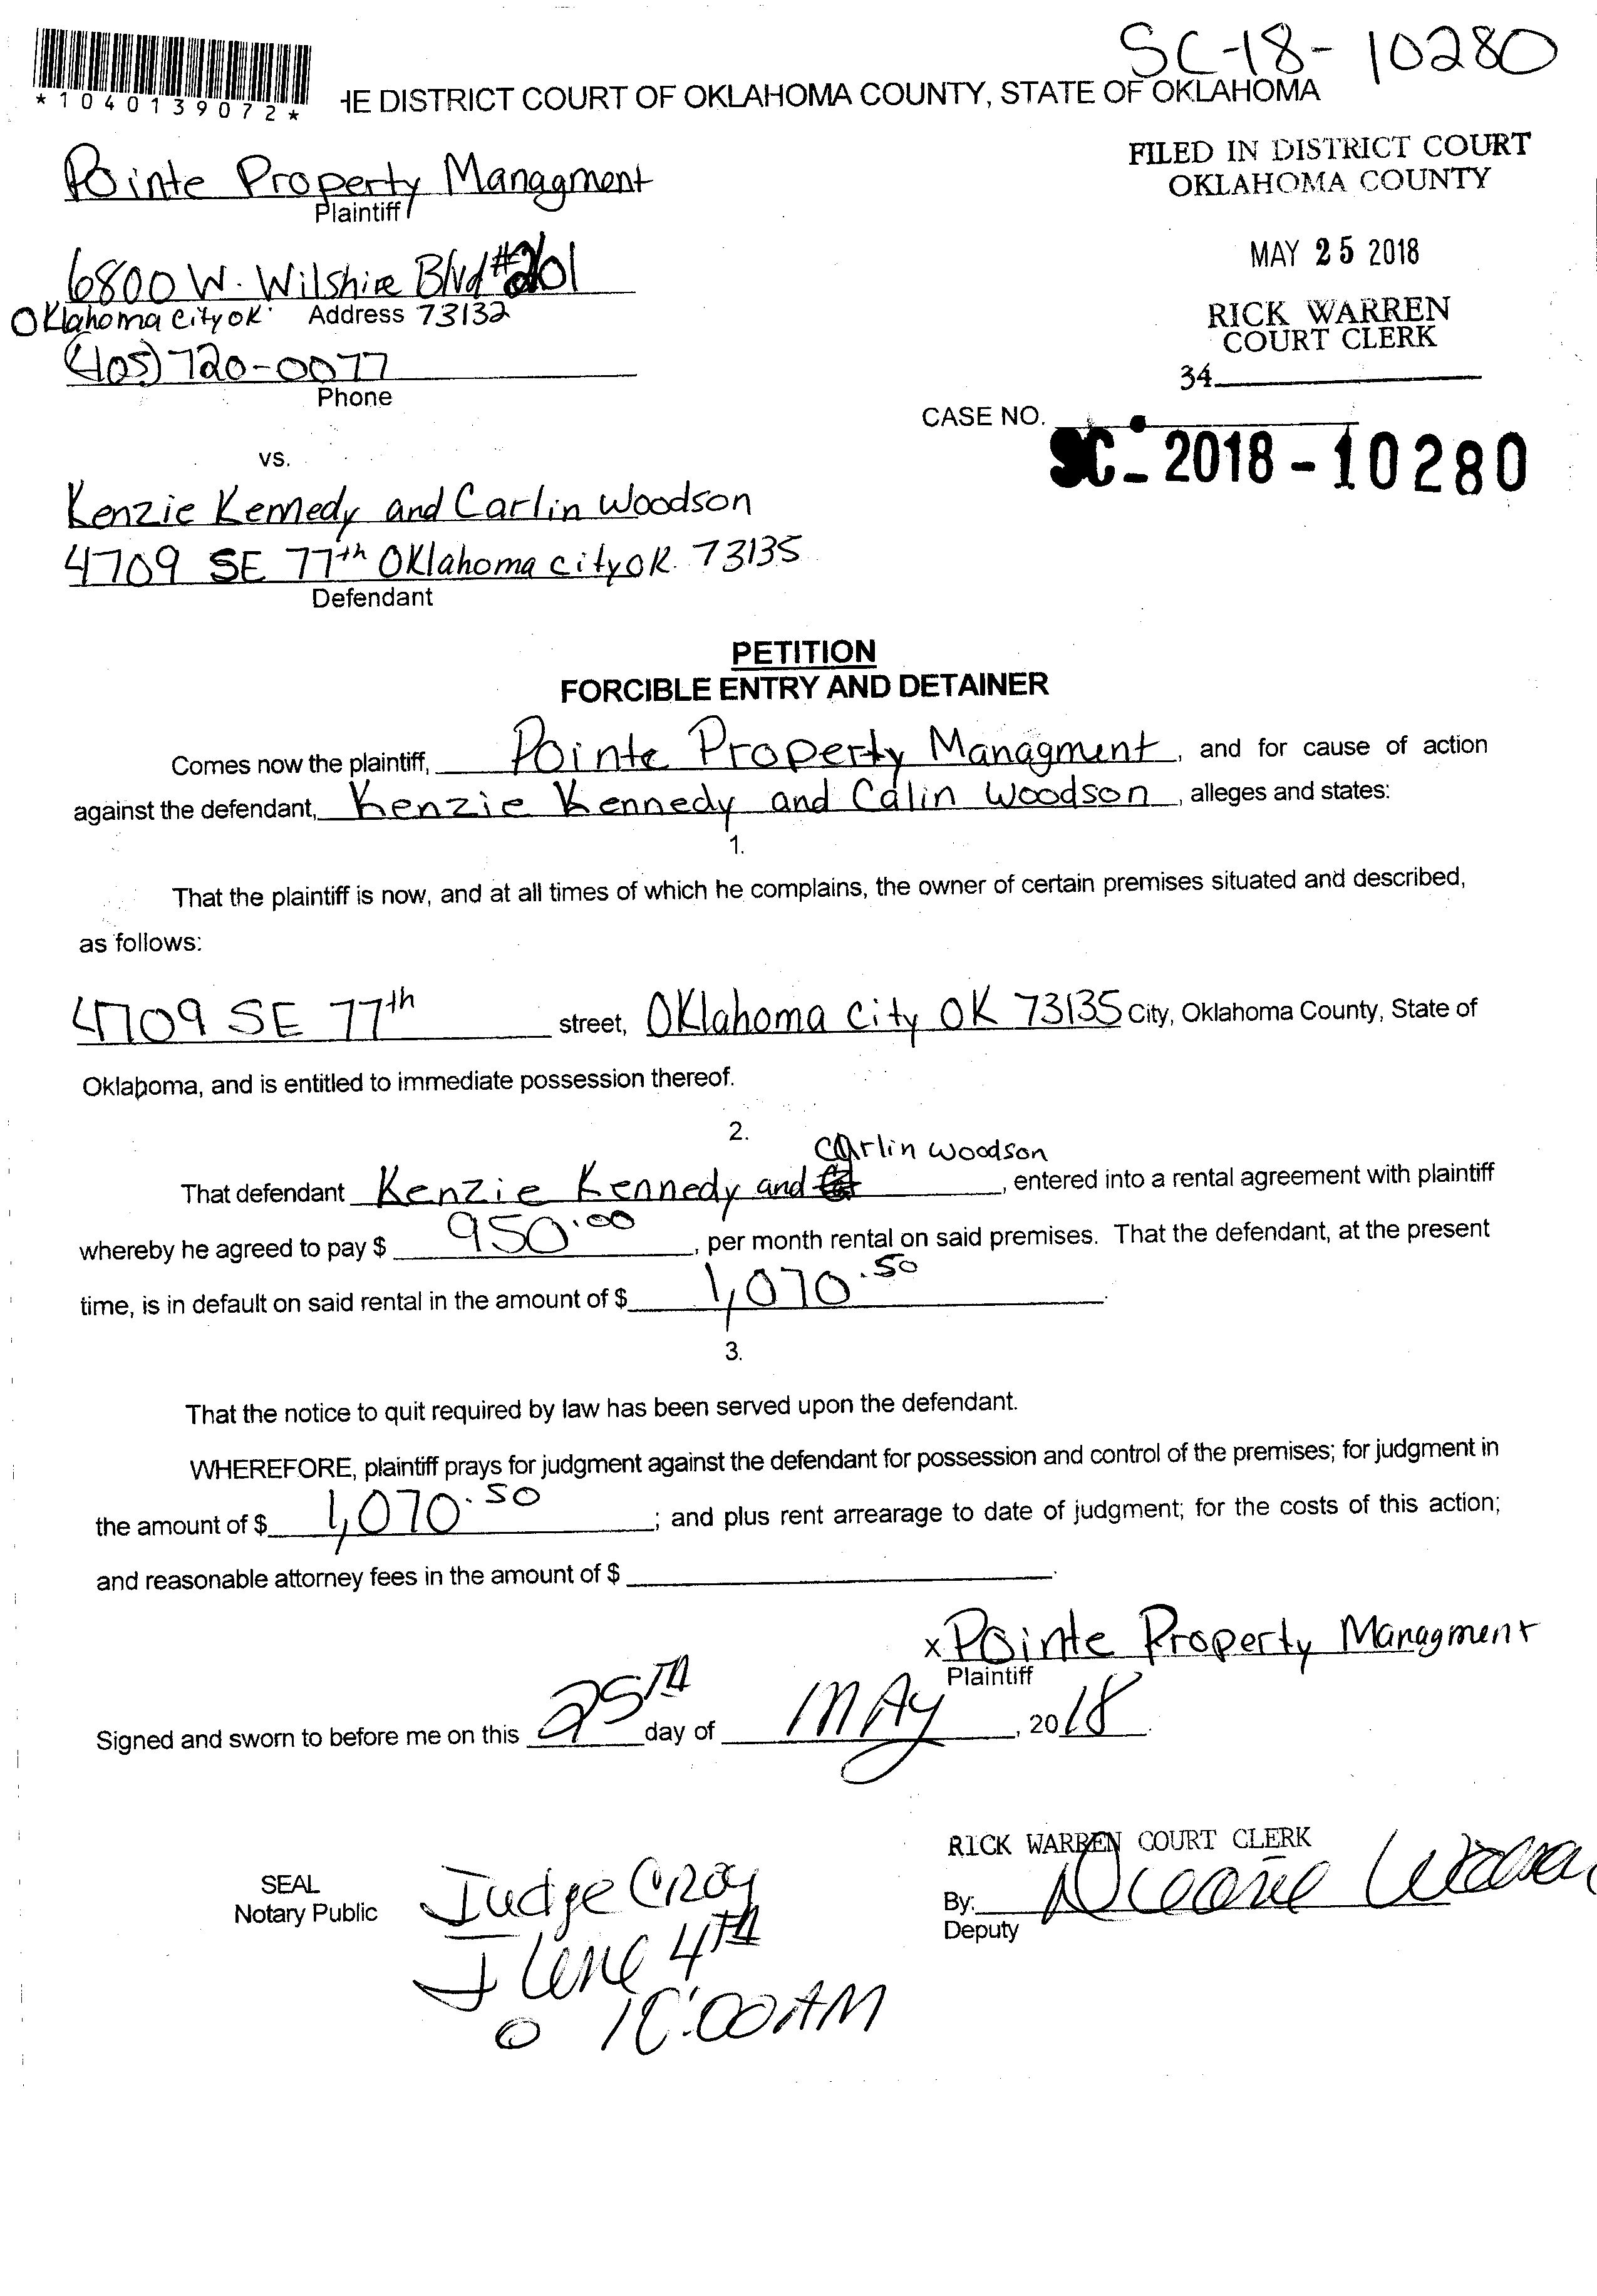 SC-18-10280
*1040139072*
HE DISTRICT COURT OF OKLAHOMA COUNTY, STATE OF OKLAHOMA
FILED IN DISTRICT COURT
OKLAHOMA COUNTY
MAY 25 2018
RICK WARREN
COURT CLERK
34
Pointe Property Managment
Plaintiff
6800 W. Wilshire Blvd #201
Oklahoma city OK. Address 73132
(405) 720-0077
Phone
CASE NO.
SC-2018-10280
vs.
Kenzie Kennedy and Carlin Woodson
4709 SE 77th Oklahoma city OK. 73135
Defendant
PETITION
FORCIBLE ENTRY AND DETAINER
Comes now the plaintiff, Pointe Property Managment, and for cause of action
against the defendant, Kenzie Kennedy and Calin Woodson, alleges and states:
1.
That the plaintiff is now, and at all times of which he complains, the owner of certain premises situated and described,
as follows:
4709 SE 77th street, Oklahoma City OK 73135 City, Oklahoma County, State of
Oklahoma, and is entitled to immediate possession thereof.
2.
Carlin Woodson
That defendant Kenzie Kennedy and, entered into a rental agreement with plaintiff
whereby he agreed to pay $ 950.00, per month rental on said premises. That the defendant, at the present
time, is in default on said rental in the amount of $ 1,070.50.
3.
That the notice to quit required by law has been served upon the defendant.
WHEREFORE, plaintiff prays for judgment against the defendant for possession and control of the premises; for judgment in
the amount of $ 1,070.50; and plus rent arrearage to date of judgment; for the costs of this action;
and reasonable attorney fees in the amount of $
x Pointe Property Managment
Plaintiff
Signed and sworn to before me on this 25TH day of MAY, 2018.
RICK WARREN COURT CLERK
SEAL
Notary Public
By:
Deputy
Judge Croy
June 4TH
@ 10:00 AM